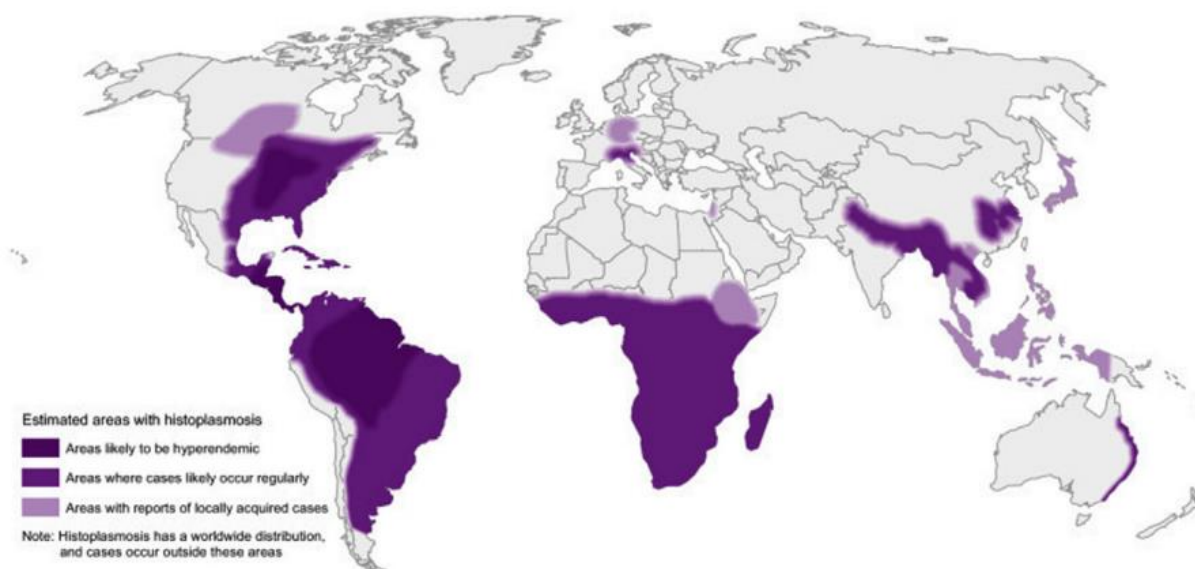 Estimated areas with histoplasmosis
Areas likely to be hyperendemic
Areas where cases likely occur regularly
Areas with reports of locally acquired cases
Note: Histoplasmosis has a worldwide distribution,
and cases occur outside these areas